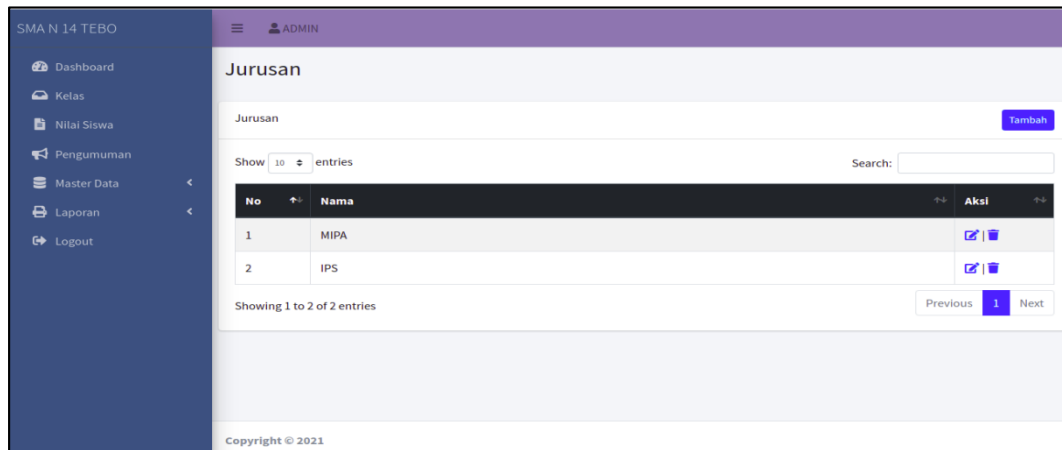 SMA N 14 TEBO
ADMIN
Dashboard
Kelas
Nilai Siswa
Pengumuman
Master Data
Laporan
Logout
Jurusan
Jurusan
Tambah
Show 10 entries
Search:
No Nama Aksi
1 MIPA |
2 IPS |
Showing 1 to 2 of 2 entries
Previous 1 Next
Copyright © 2021